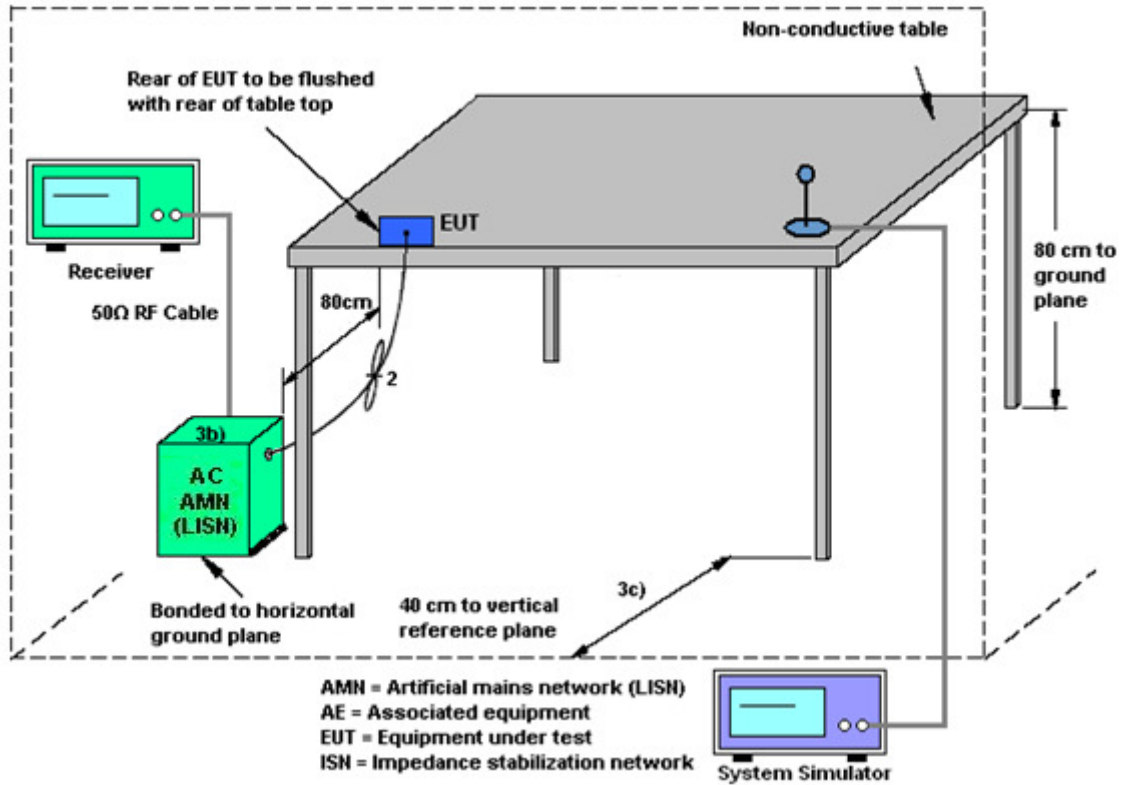 Non-conductive table
Rear of EUT to be flushed
with rear of table top
EUT
Receiver
50Ω RF Cable
80cm
80 cm to
ground
plane
2
3b)
AC
AMN
(LISN)
3c)
Bonded to horizontal
ground plane
40 cm to vertical
reference plane
AMN = Artificial mains network (LISN)
AE = Associated equipment
EUT = Equipment under test
ISN = Impedance stabilization network
System Simulator